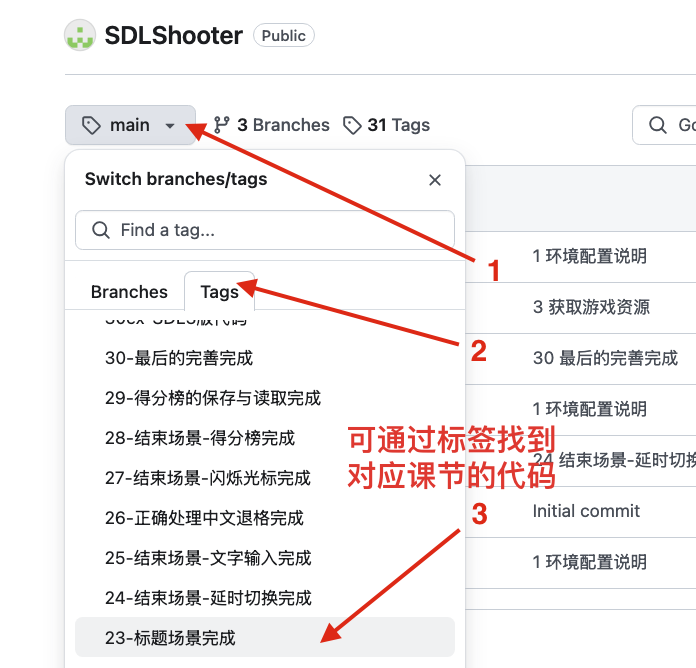 SDLShooter Public
main 3 Branches 31 Tags Go
Switch branches/tags
Find a tag...
1 环境配置说明
1
Branches Tags
3 获取游戏资源
30ex-SDL3版代码
2
30-最后的完善完成
30 最后的完善完成
29-得分榜的保存与读取完成
1 环境配置说明
28-结束场景-得分榜完成
可通过标签找到
24 结束场景-延时切换
27-结束场景-闪烁光标完成
对应课节的代码
26-正确处理中文退格完成
3
Initial commit
25-结束场景-文字输入完成
1 环境配置说明
24-结束场景-延时切换完成
23-标题场景完成